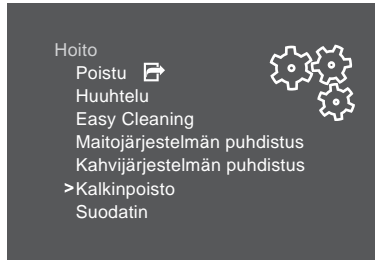 Hoito
Poistu
Huuhtelu
Easy Cleaning
Maitojärjestelmän puhdistus
Kahvijärjestelmän puhdistus
>Kalkinpoisto
Suodatin